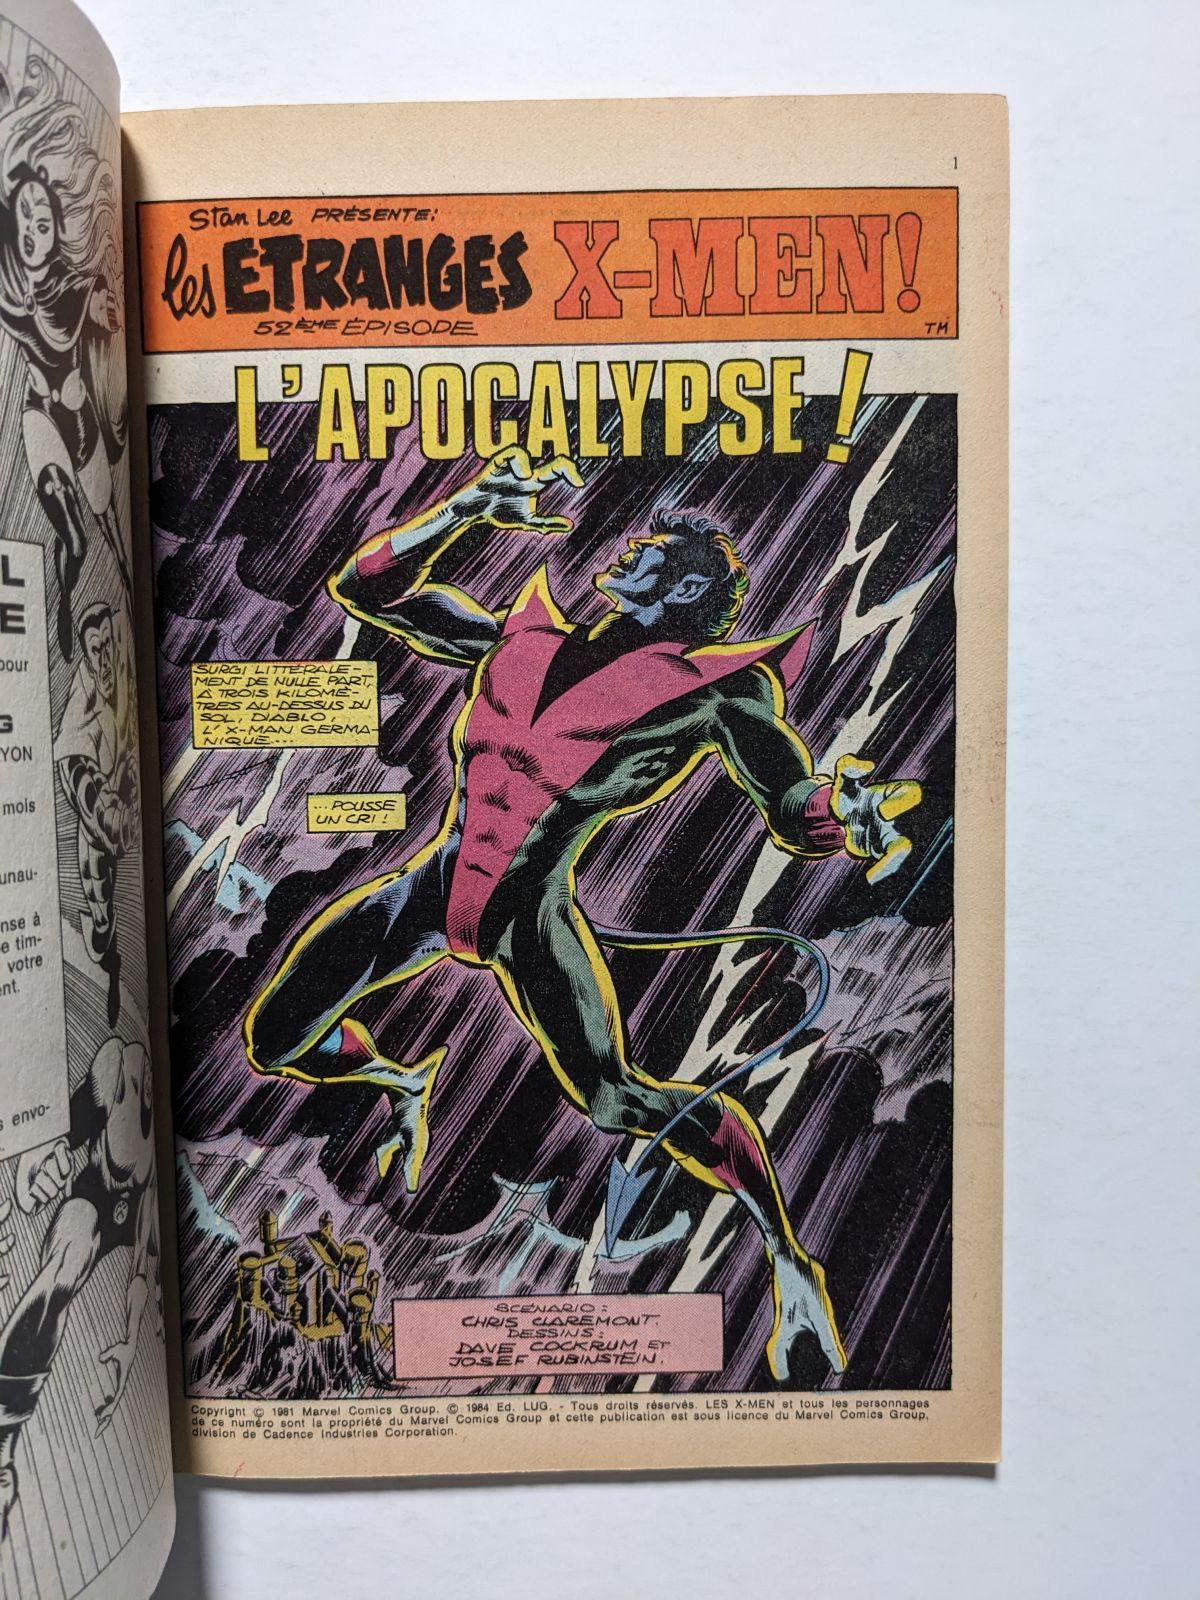 1
Stan Lee PRÉSENTE:
les ETRANGES X-MEN!
52ÈME ÉPISODE
TM
L'APOCALYPSE!
SURGI LITTÉRALE-
MENT DE NULLE PART,
À TROIS KILOMÈ-
TRES AU-DESSUS DU
SOL, DIABLO,
L'X-MAN GERMA-
NIQUE...
...POUSSE
UN CRI!
SCÉNARIO:
CHRIS CLAREMONT.
DESSINS:
DAVE COCKRUM ET
JOSEF RUBINSTEIN.
Copyright © 1981 Marvel Comics Group. © 1984 Ed. LUG. - Tous droits réservés. LES X-MEN et tous les personnages
de ce numéro sont la propriété du Marvel Comics Group et cette publication est sous licence du Marvel Comics Group,
division de Cadence Industries Corporation.
L
E
pour
G
YON
mois
unau-
nse à
e tim-
votre
ent.
s envo-